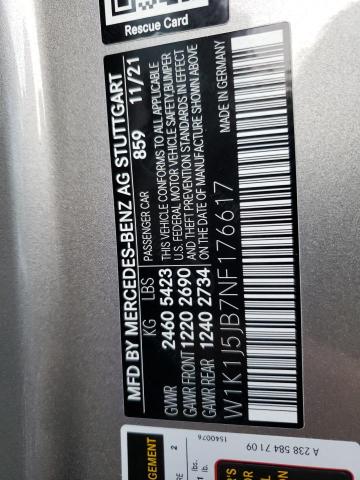 Rescue Card
MFD BY MERCEDES-BENZ AG STUTTGART
859 11/21
PASSENGER CAR
KG LBS
GVWR 2460 5423
GAWR FRONT 1220 2690
GAWR REAR 1240 2734
THIS VEHICLE CONFORMS TO ALL APPLICABLE
U.S. FEDERAL MOTOR VEHICLE SAFETY,BUMPER
AND THEFT PREVENTION STANDARDS IN EFFECT
ON THE DATE OF MANUFACTURE SHOWN ABOVE
MADE IN GERMANY
W1K1J5JB7NF176617
A 238 584 71 09
1540076
2
lbs.